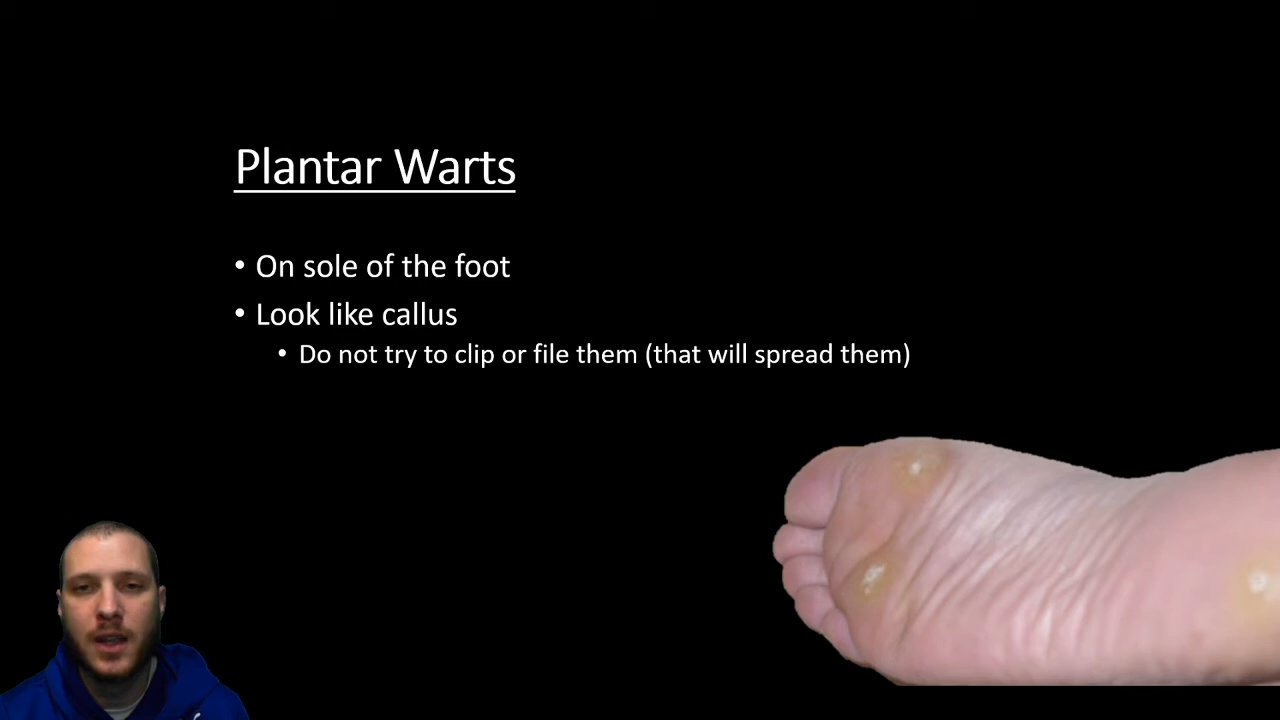 Plantar Warts
• On sole of the foot
• Look like callus
• Do not try to clip or file them (that will spread them)